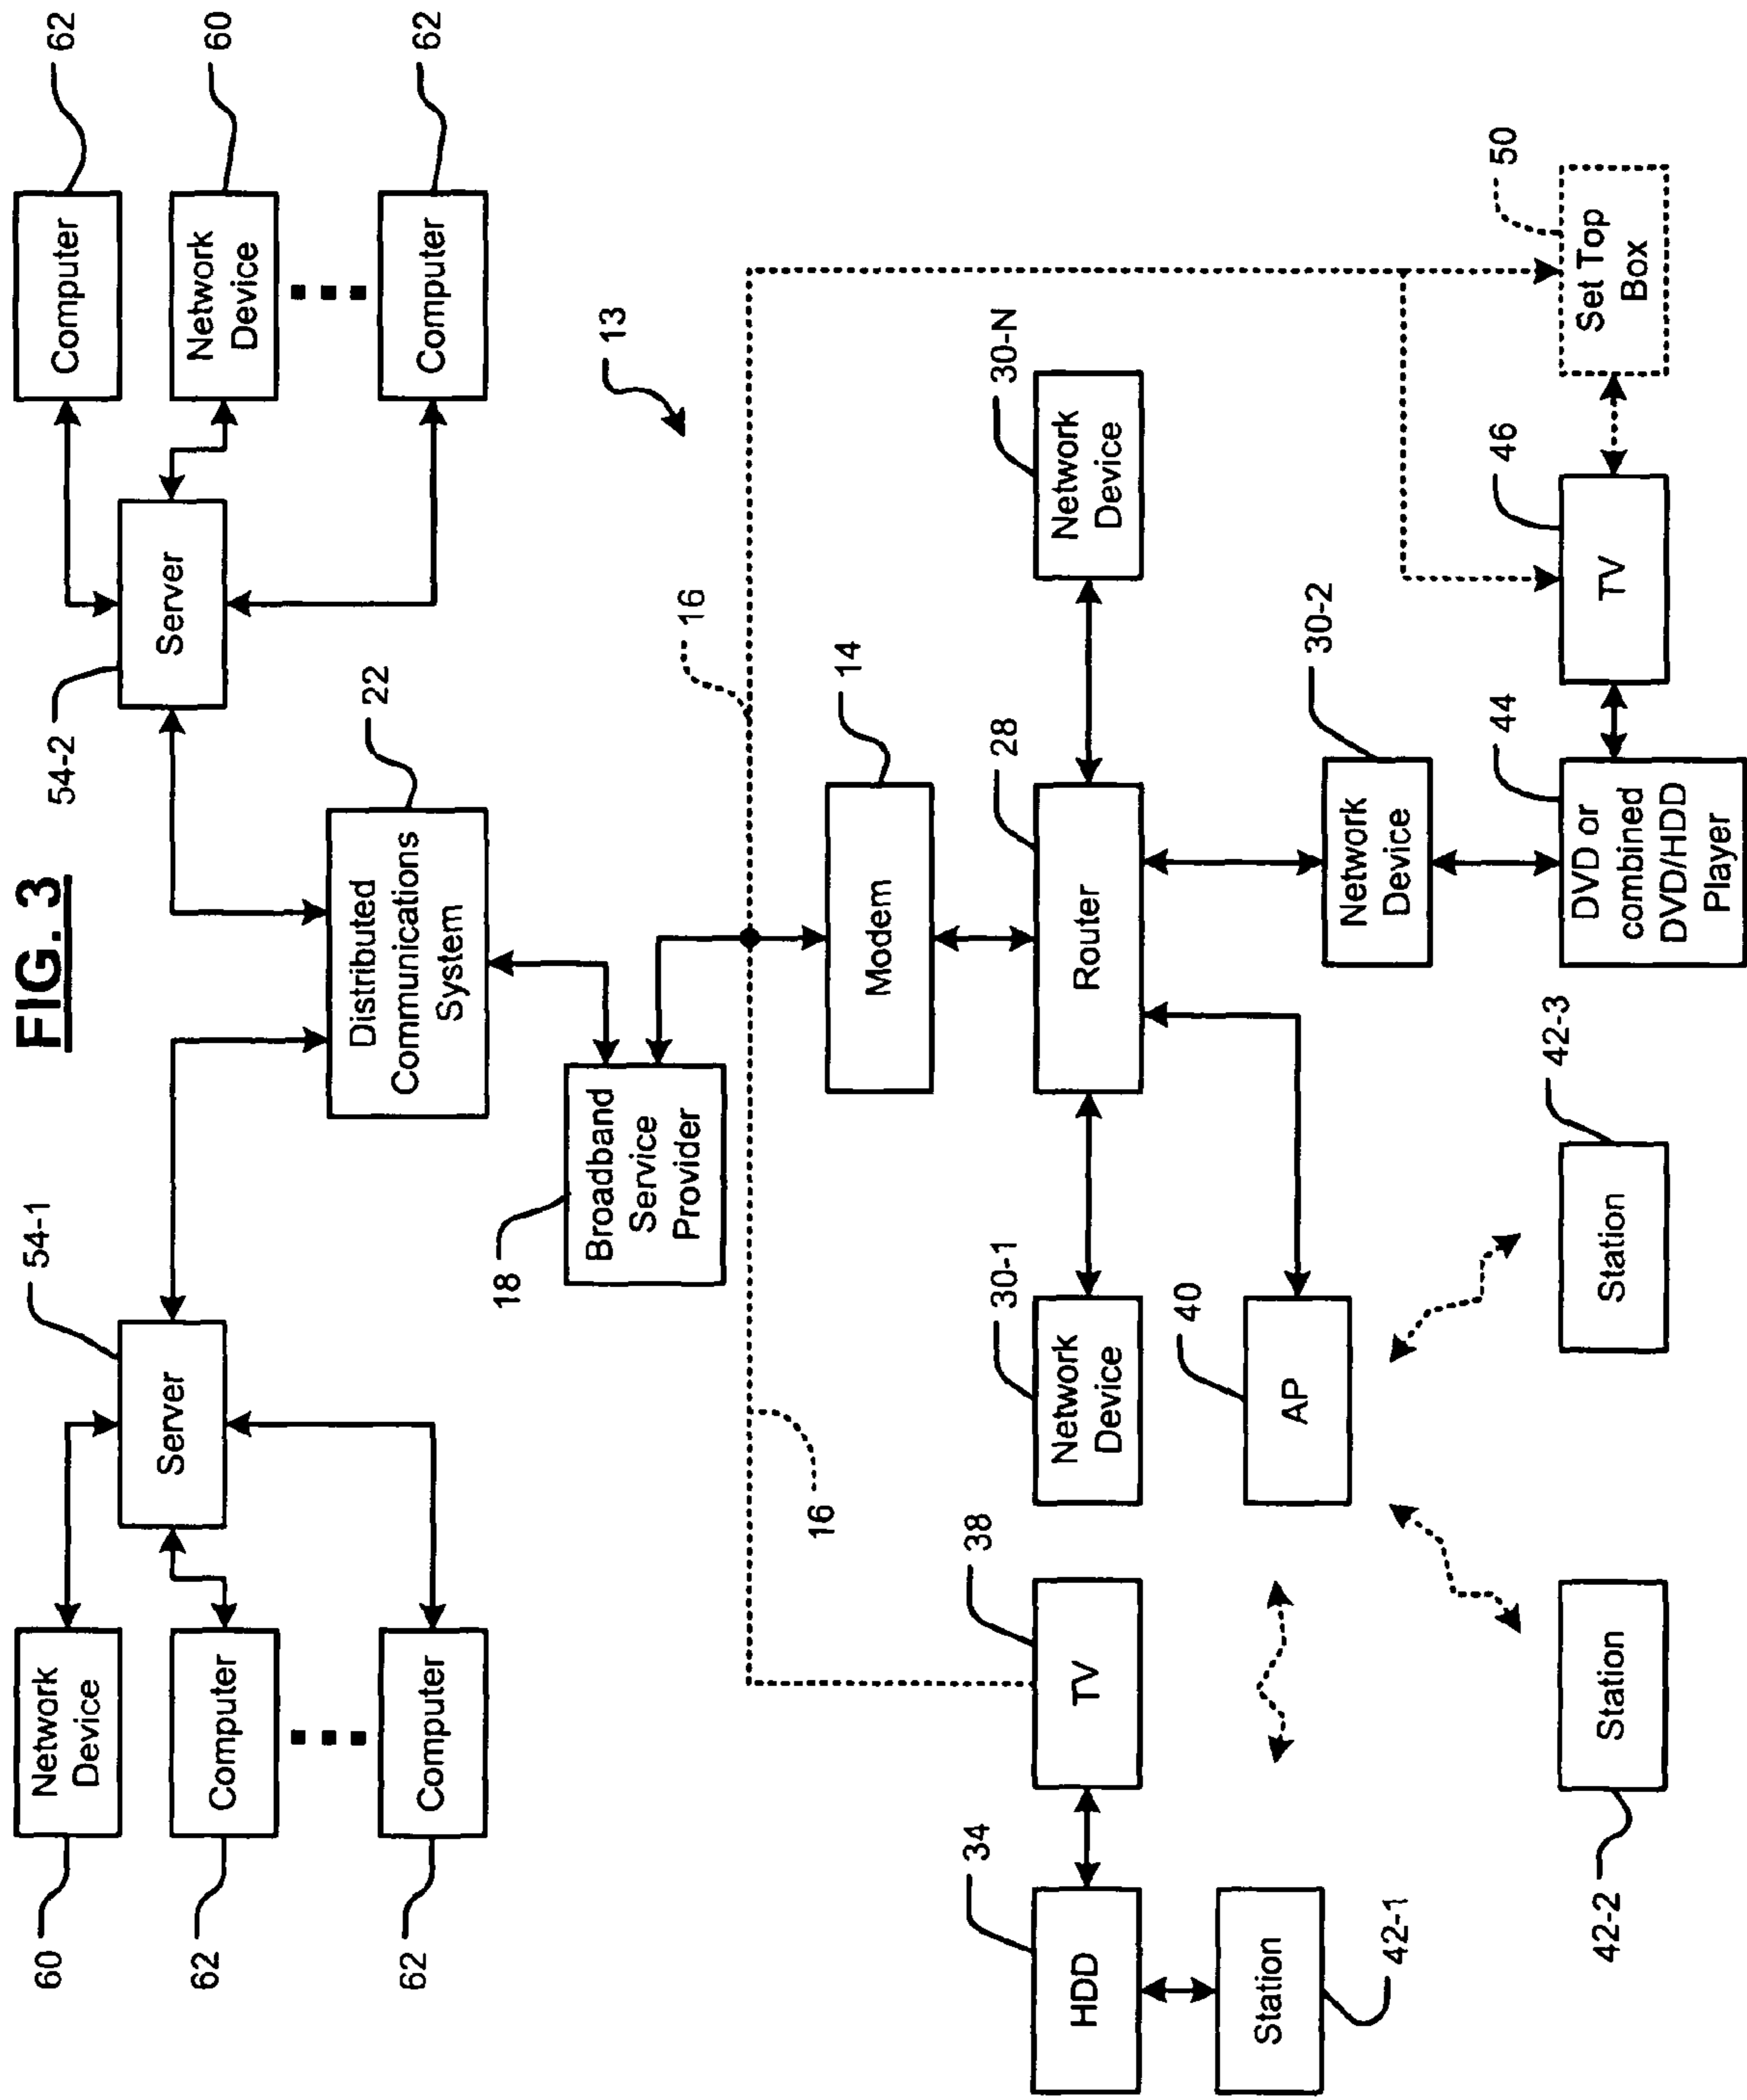 FIG. 3
60
Network
Device
62
Computer
62
Computer
54-1
Server
54-2
Server
Computer
62
Network
Device
60
Computer
62
22
Distributed
Communications
System
18
Broadband
Service
Provider
13
16
16
14
Modem
28
Router
30-1
Network
Device
30-N
Network
Device
34
HDD
38
TV
40
AP
Station
42-1
30-2
Network
Device
Station
42-2
42-3
Station
44
DVD or
combined
DVD/HDD
Player
46
TV
50
Set Top
Box